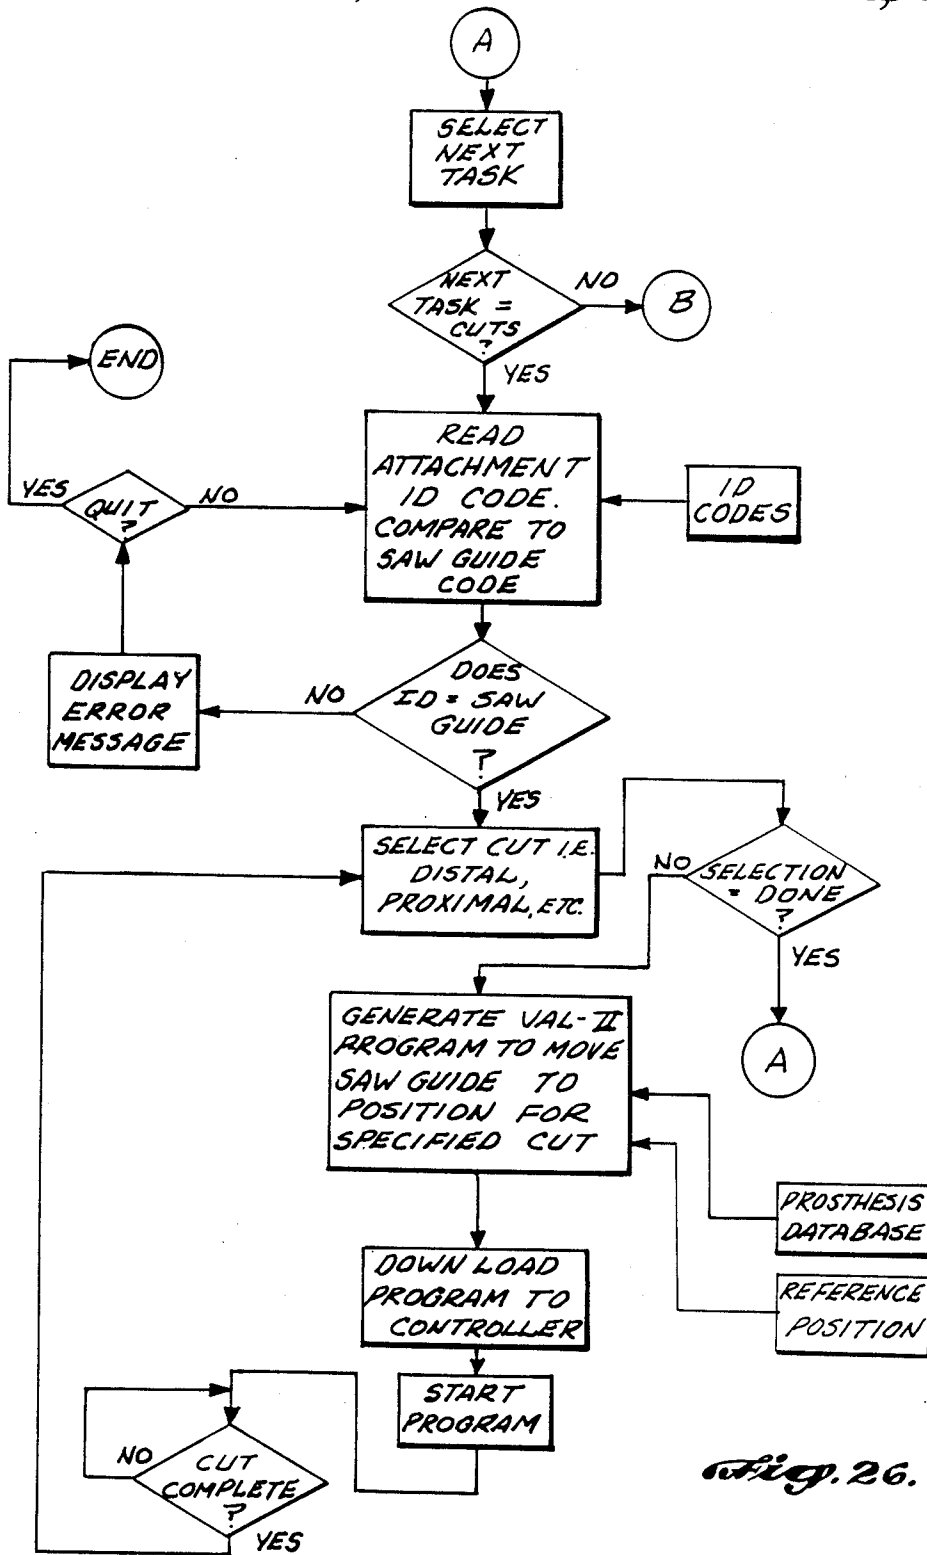 A
SELECT
NEXT
TASK
NEXT
TASK =
CUTS
?
NO
B
YES
END
READ
ATTACHMENT
ID CODE.
COMPARE TO
SAW GUIDE
CODE
ID
CODES
YES
QUIT
?
NO
DOES
ID = SAW
GUIDE
?
NO
DISPLAY
ERROR
MESSAGE
YES
SELECT CUT I.E.
DISTAL,
PROXIMAL, ETC.
NO
SELECTION
= DONE
?
YES
A
GENERATE VAL-II
PROGRAM TO MOVE
SAW GUIDE TO
POSITION FOR
SPECIFIED CUT
PROSTHESIS
DATABASE
REFERENCE
POSITION
DOWN LOAD
PROGRAM TO
CONTROLLER
START
PROGRAM
NO
CUT
COMPLETE
?
YES
Fig. 26.